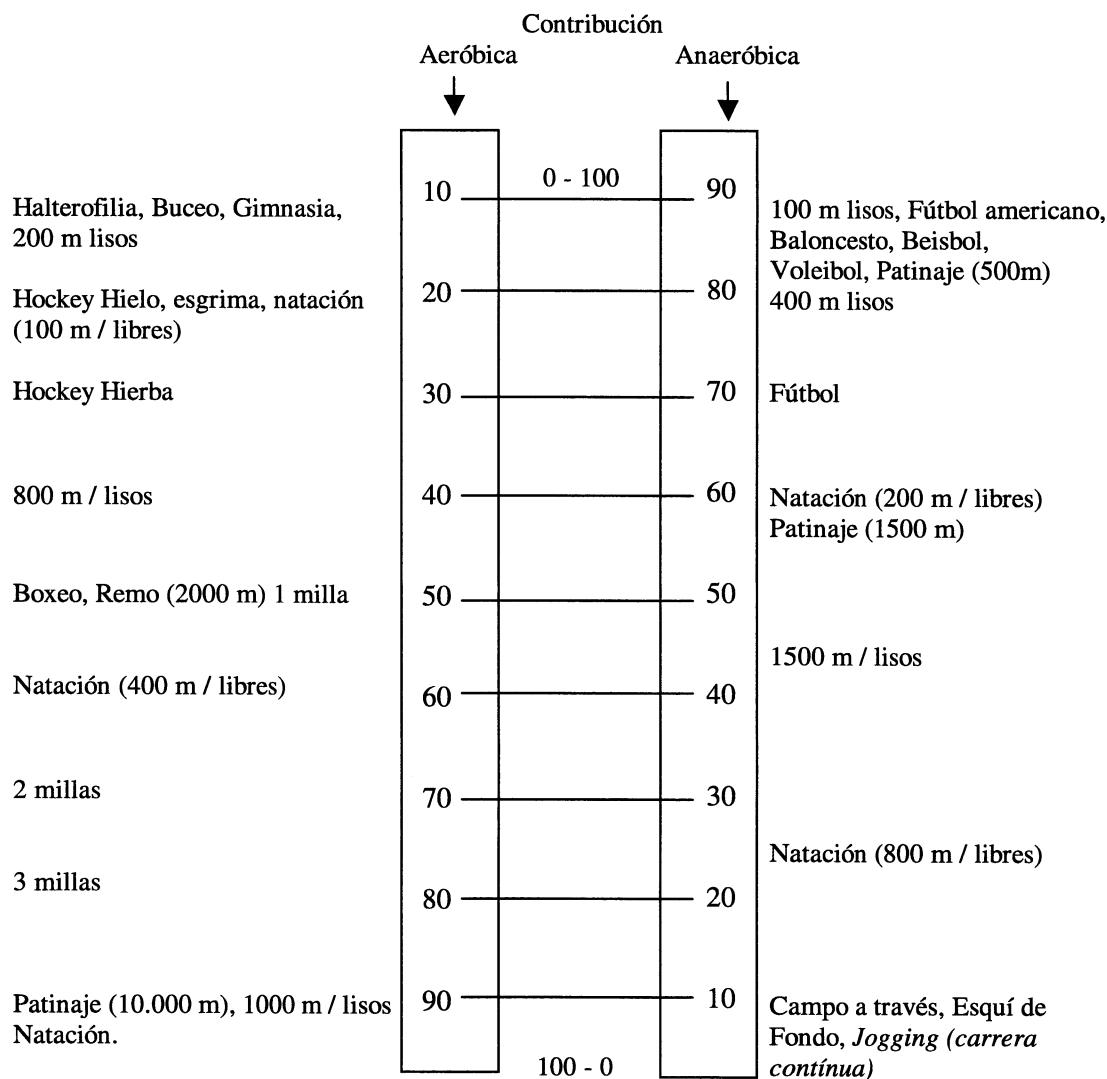 Contribución
Aeróbica Anaeróbica
0 - 100
10 90
Halterofilia, Buceo, Gimnasia,
200 m lisos
100 m lisos, Fútbol americano,
Baloncesto, Beisbol,
Voleibol, Patinaje (500m)
400 m lisos
Hockey Hielo, esgrima, natación
(100 m / libres)
20 80
Hockey Hierba
30 70
Fútbol
800 m / lisos
40 60
Natación (200 m / libres)
Patinaje (1500 m)
Boxeo, Remo (2000 m) 1 milla
50 50
1500 m / lisos
Natación (400 m / libres)
60 40
2 millas
70 30
Natación (800 m / libres)
3 millas
80 20
Patinaje (10.000 m), 1000 m / lisos
Natación.
90 10
Campo a través, Esquí de
Fondo, Jogging (carrera
contínua)
100 - 0